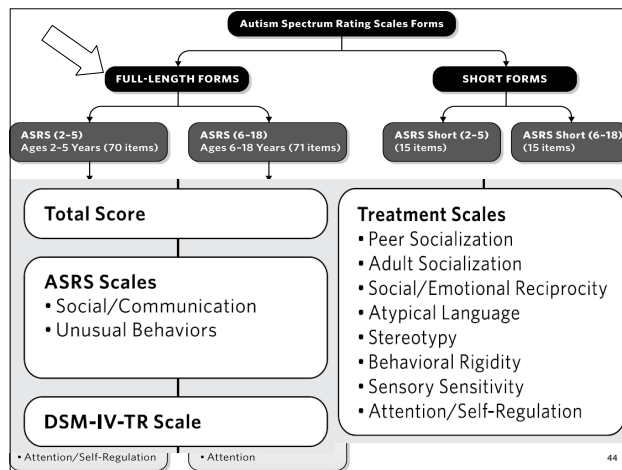 Autism Spectrum Rating Scales Forms
FULL-LENGTH FORMS
SHORT FORMS
ASRS (2–5)
Ages 2–5 Years (70 items)
ASRS (6–18)
Ages 6–18 Years (71 items)
ASRS Short (2–5)
(15 items)
ASRS Short (6–18)
(15 items)
Total Score
ASRS Scales
• Social/Communication
• Unusual Behaviors
DSM-IV-TR Scale
Treatment Scales
• Peer Socialization
• Adult Socialization
• Social/Emotional Reciprocity
• Atypical Language
• Stereotypy
• Behavioral Rigidity
• Sensory Sensitivity
• Attention/Self-Regulation
• Attention/Self-Regulation
• Attention
44